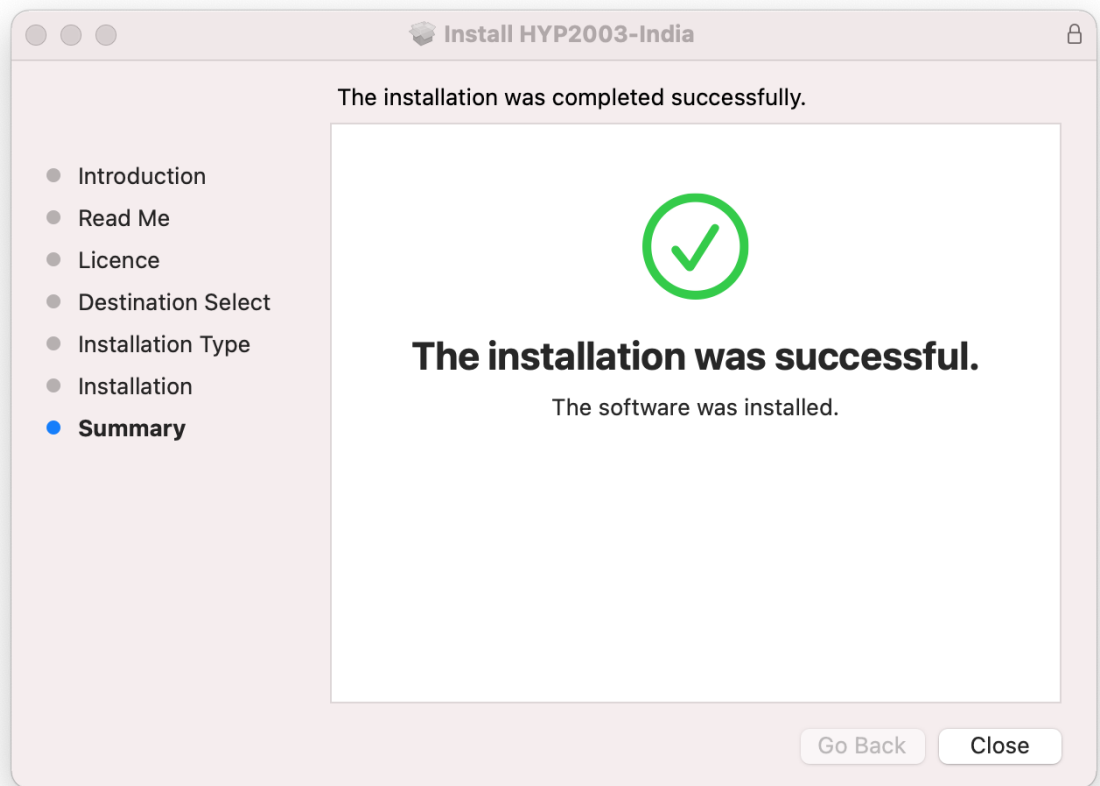 Install HYP2003-India
The installation was completed successfully.
Introduction
Read Me
Licence
Destination Select
Installation Type
Installation
Summary
The installation was successful.
The software was installed.
Go Back
Close